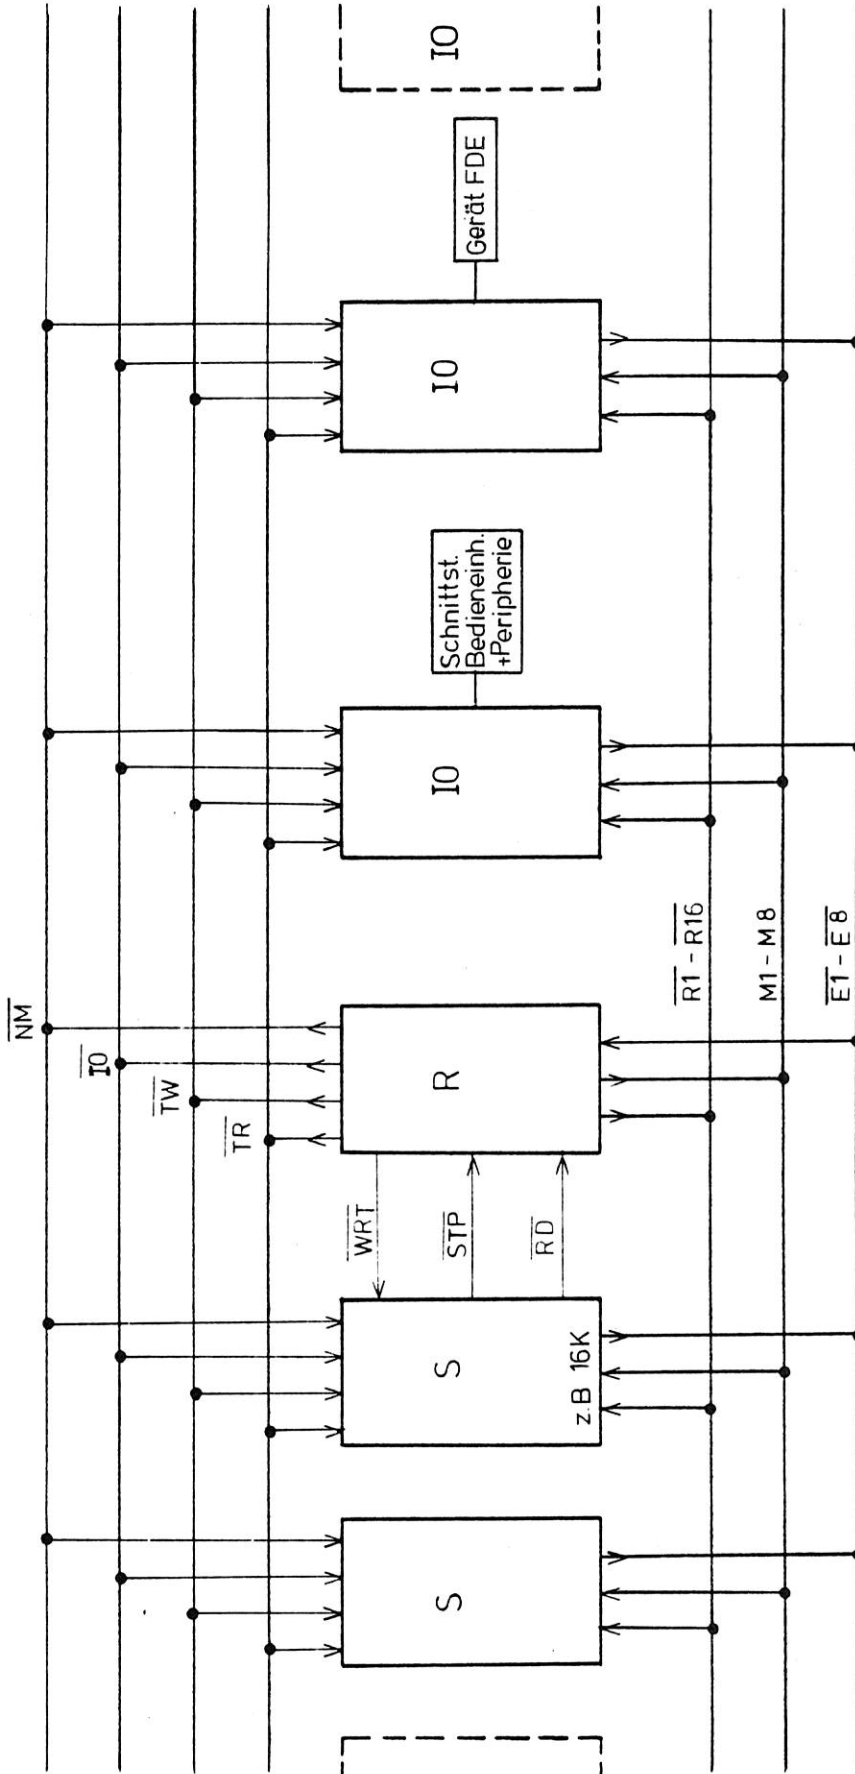 NM
IO
TW
TR
WRT
STP
RD
S
S
z.B 16K
R
IO
Schnittst.
Bedieneinh.
+Peripherie
IO
Gerät FDE
IO
R1 - R16
M1 - M8
E1 - E8